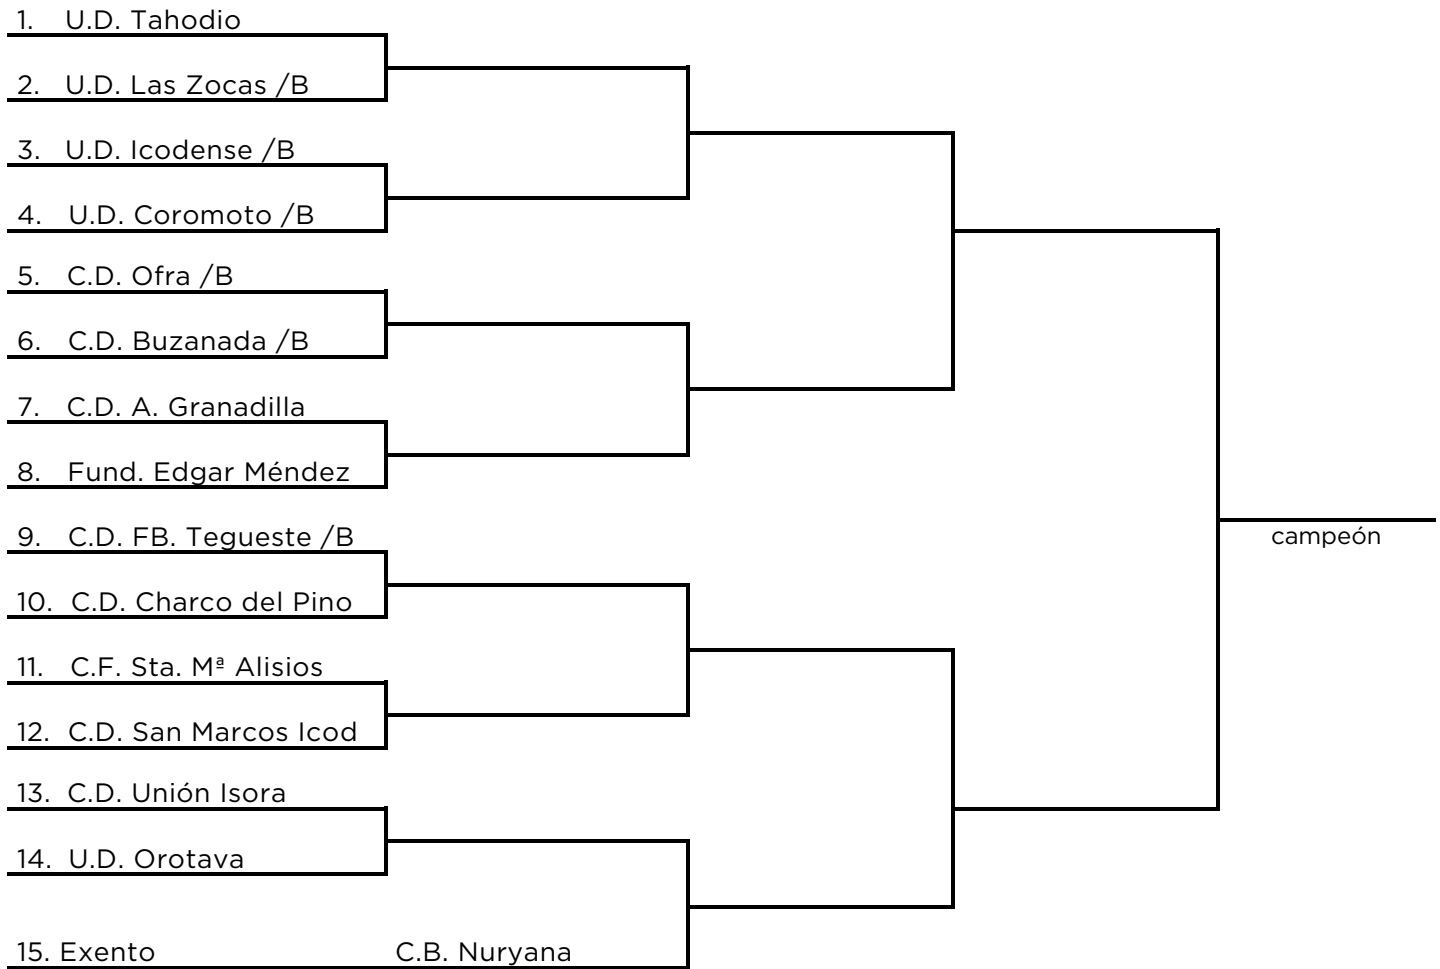 1. U.D. Tahodio
2. U.D. Las Zocas /B
3. U.D. Icodense /B
4. U.D. Coromoto /B
5. C.D. Ofra /B
6. C.D. Buzanada /B
7. C.D. A. Granadilla
8. Fund. Edgar Méndez
9. C.D. FB. Tegueste /B
campeón
10. C.D. Charco del Pino
11. C.F. Sta. Mª Alisios
12. C.D. San Marcos Icod
13. C.D. Unión Isora
14. U.D. Orotava
15. Exento C.B. Nuryana